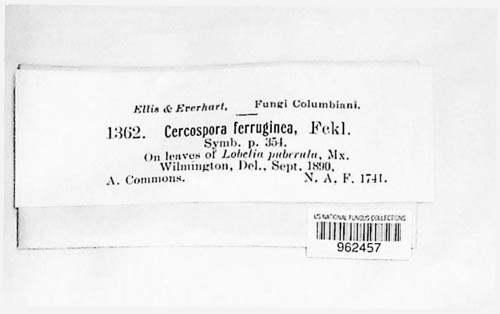 Ellis & Everhart, Fungi Columbiani.
1362. Cercospora ferruginea, Fckl.
Symb. p. 354.
On leaves of Lobelia puberula, Mx.
Wilmington, Del., Sept. 1890,
A. Commons. N. A. F. 1741.
US NATIONAL FUNGUS COLLECTIONS
962457